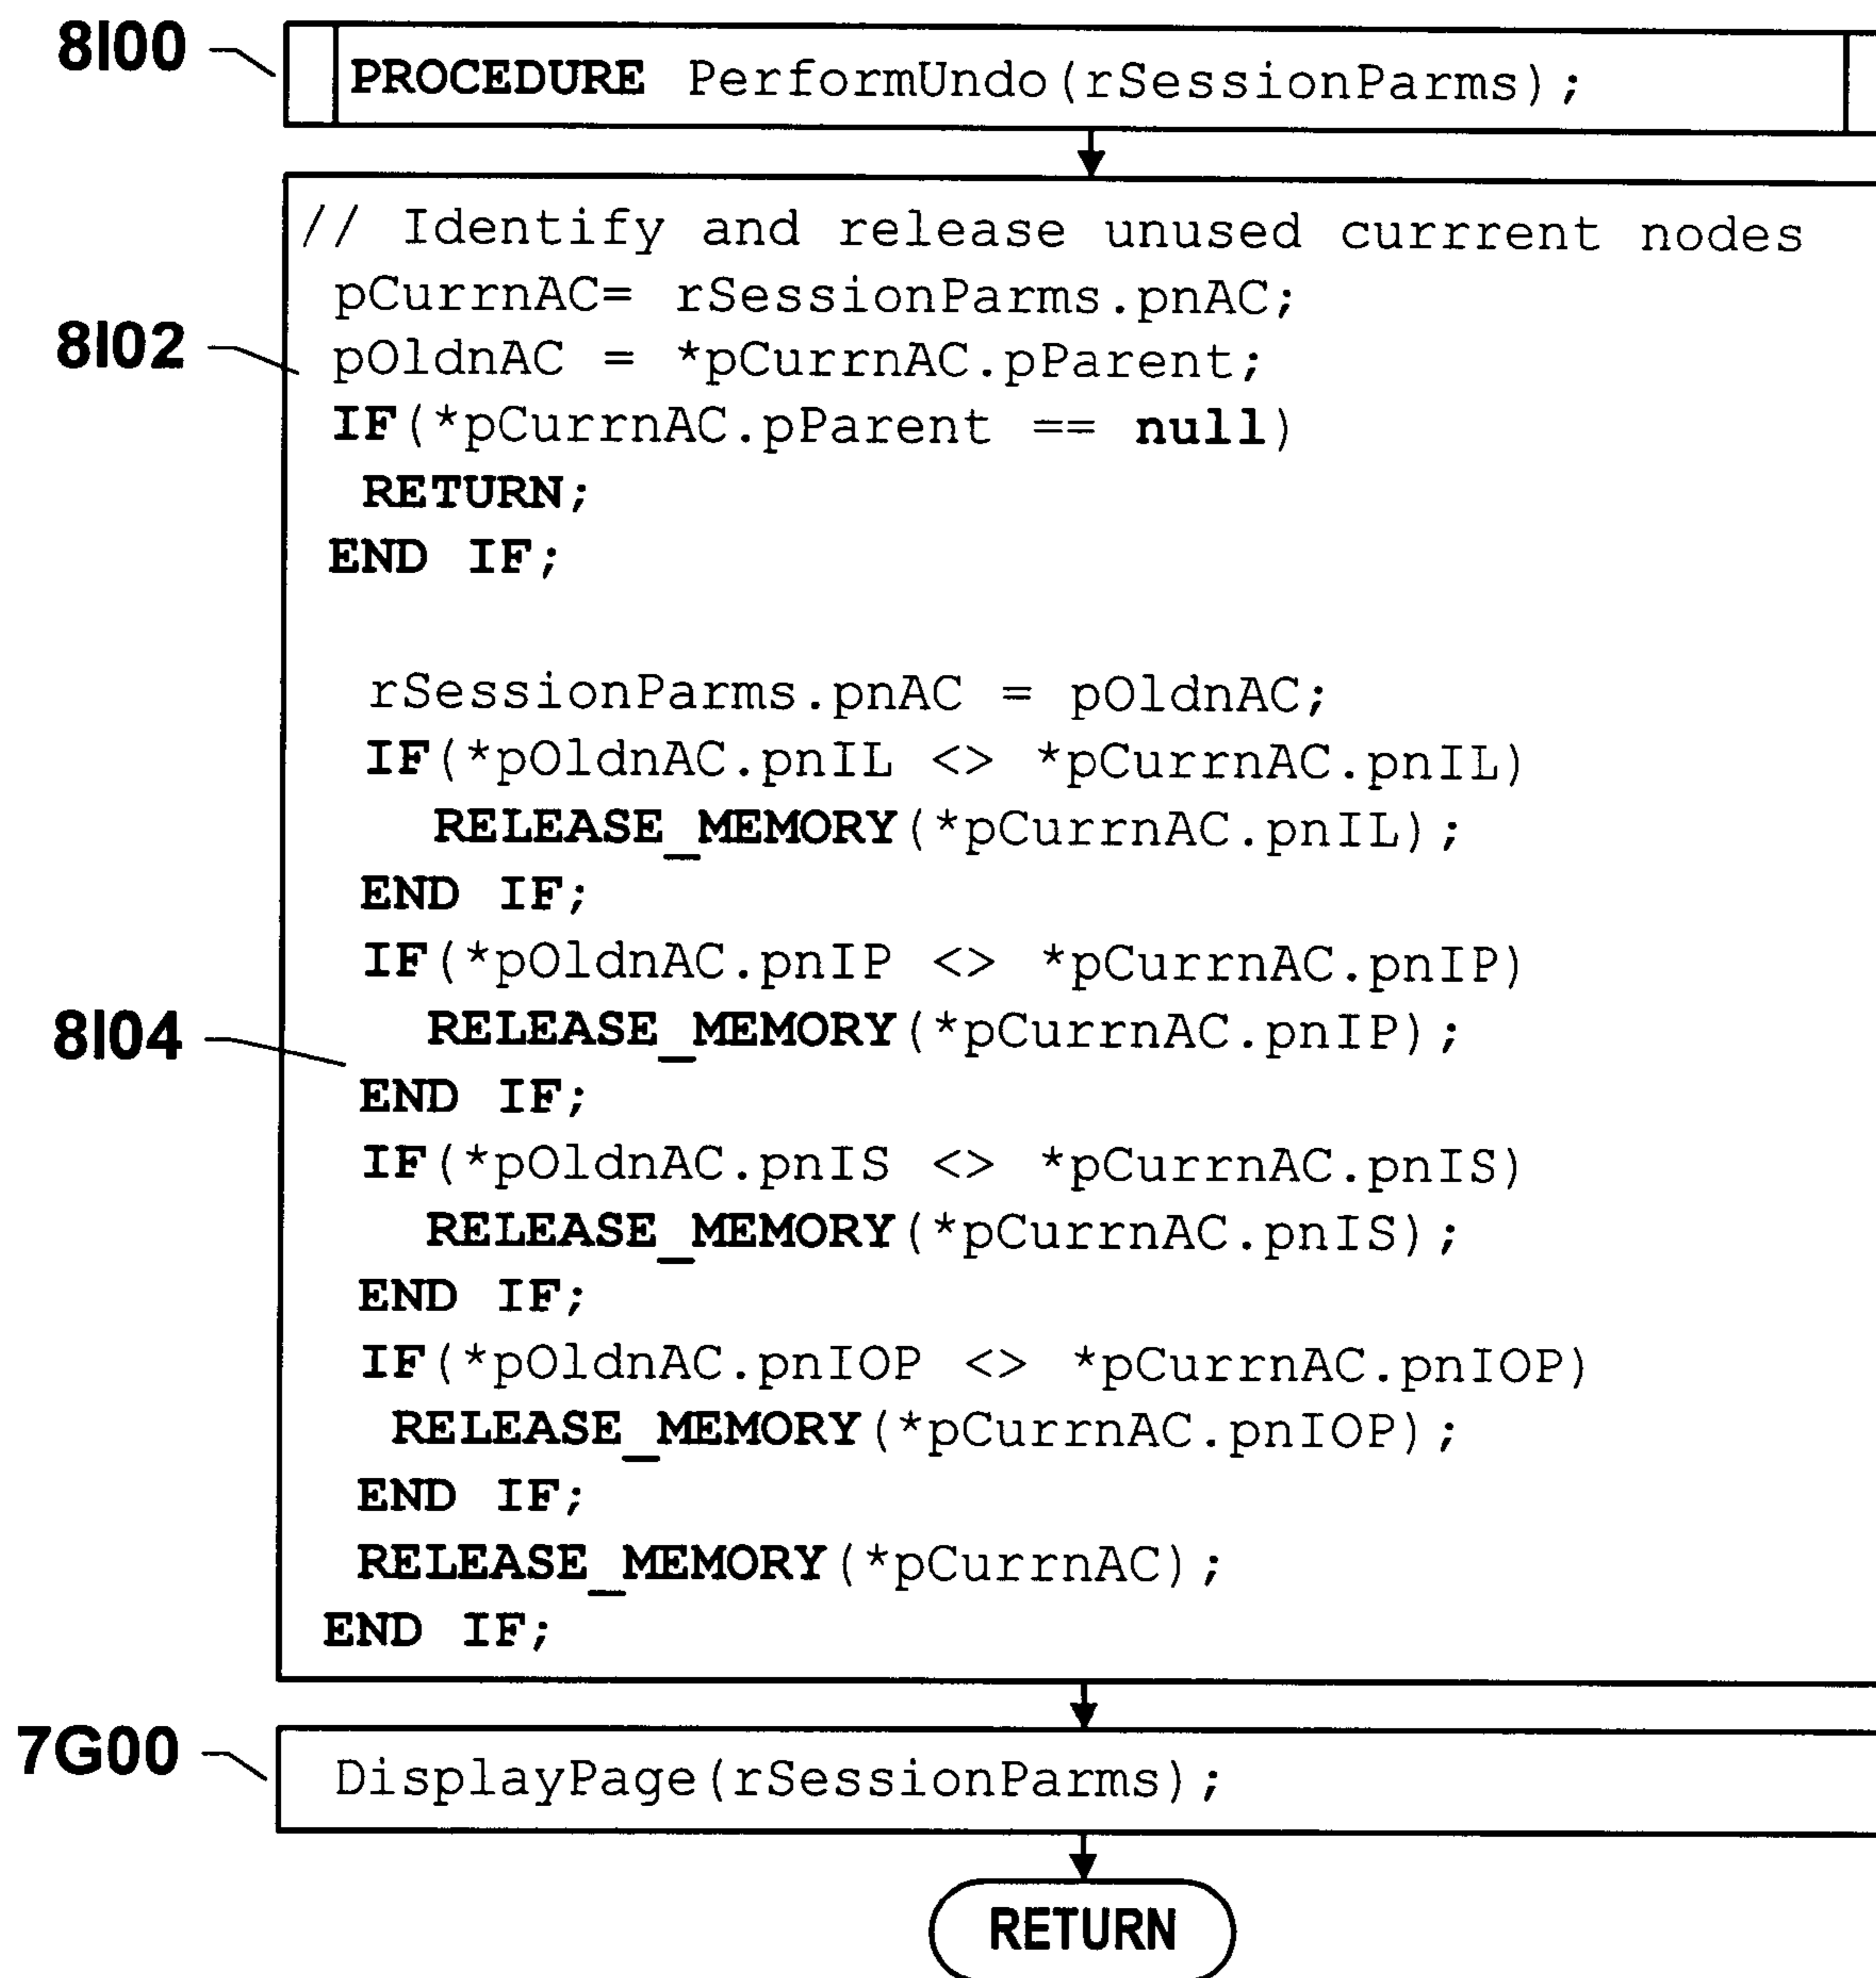 8I00
PROCEDURE PerformUndo(rSessionParms);
// Identify and release unused currrent nodes
pCurrnAC= rSessionParms.pnAC;
8I02
pOldnAC = *pCurrnAC.pParent;
IF(*pCurrnAC.pParent == null)
RETURN;
END IF;
rSessionParms.pnAC = pOldnAC;
IF(*pOldnAC.pnIL <> *pCurrnAC.pnIL)
RELEASE_MEMORY(*pCurrnAC.pnIL);
END IF;
IF(*pOldnAC.pnIP <> *pCurrnAC.pnIP)
8I04
RELEASE_MEMORY(*pCurrnAC.pnIP);
END IF;
IF(*pOldnAC.pnIS <> *pCurrnAC.pnIS)
RELEASE_MEMORY(*pCurrnAC.pnIS);
END IF;
IF(*pOldnAC.pnIOP <> *pCurrnAC.pnIOP)
RELEASE_MEMORY(*pCurrnAC.pnIOP);
END IF;
RELEASE_MEMORY(*pCurrnAC);
END IF;
7G00
DisplayPage(rSessionParms);
RETURN